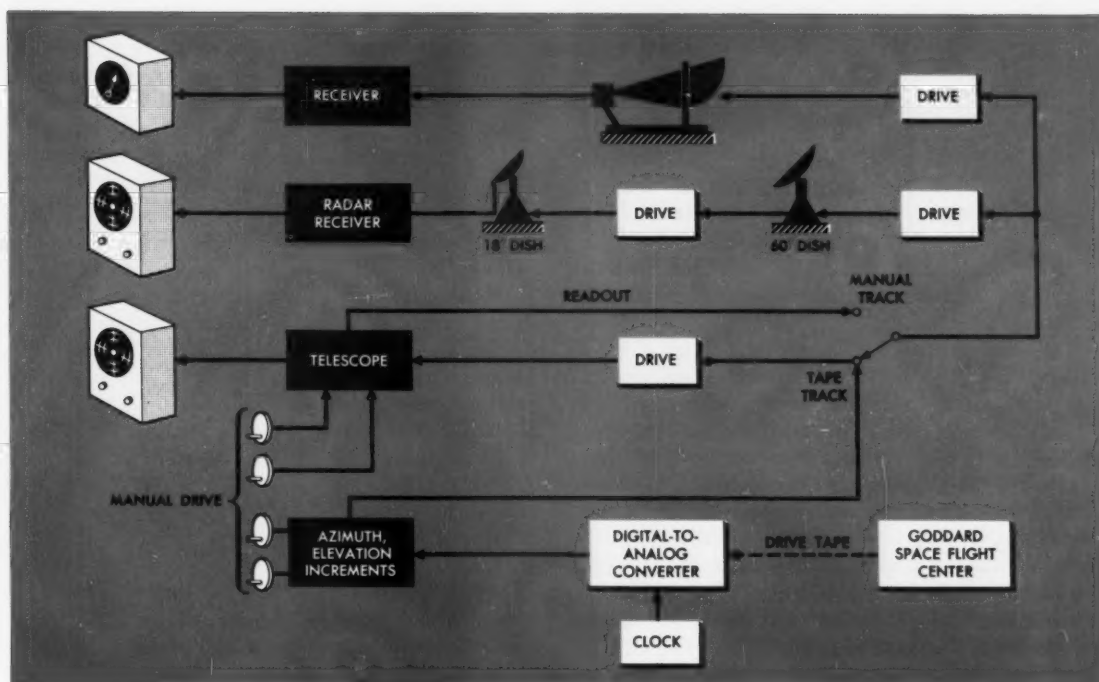 RECEIVER
DRIVE
RADAR
RECEIVER
18' DISH
DRIVE
60' DISH
DRIVE
READOUT
MANUAL
TRACK
TELESCOPE
DRIVE
TAPE
TRACK
MANUAL DRIVE
AZIMUTH,
ELEVATION
INCREMENTS
DIGITAL-TO-
ANALOG
CONVERTER
DRIVE TAPE
GODDARD
SPACE FLIGHT
CENTER
CLOCK